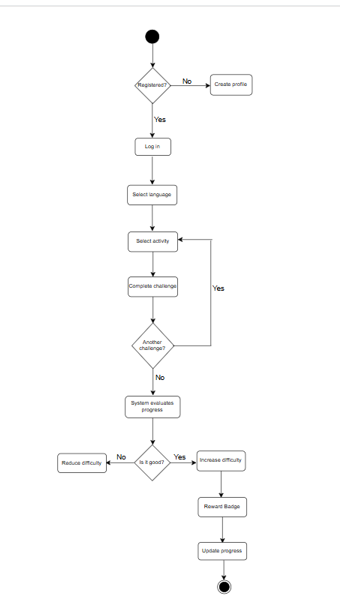 Registered?
No
Create profile
Yes
Log in
Select language
Select activity
Complete challenge
Yes
Another
challenge?
No
System evaluates
progress
Reduce difficulty
No
Is it good?
Yes
Increase difficulty
Reward Badge
Update progress